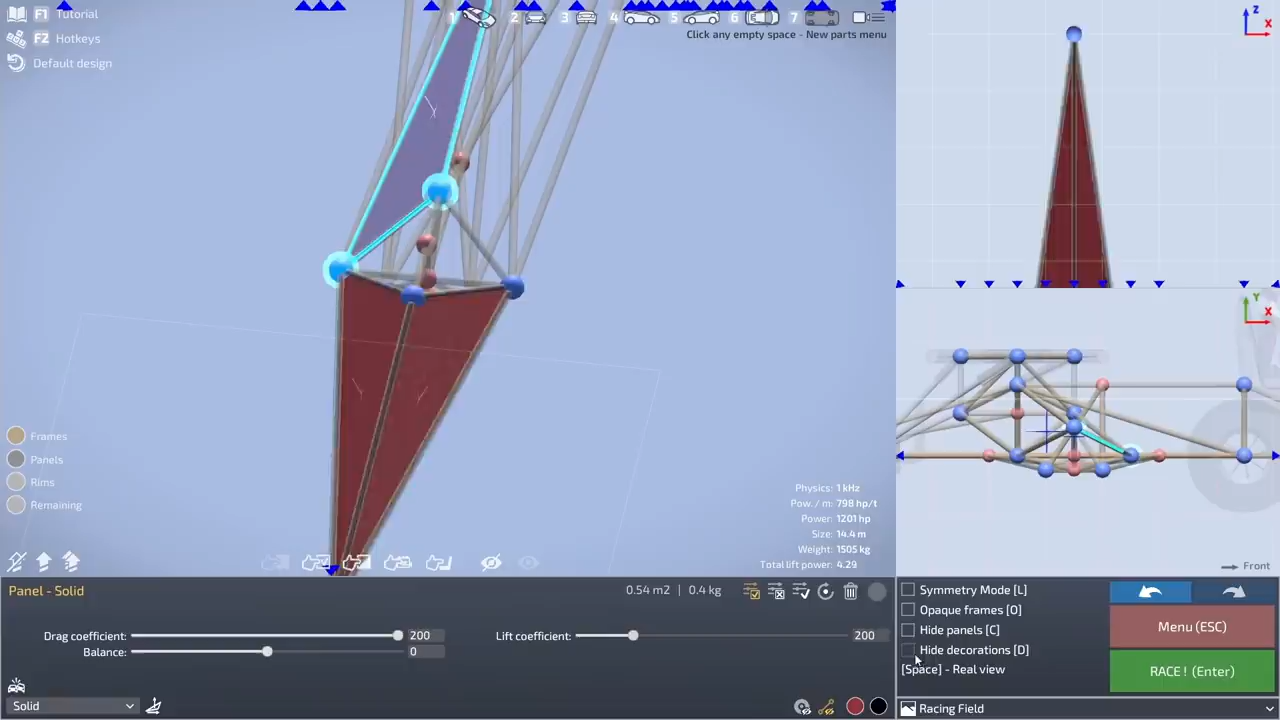 F1 Tutorial
F2 Hotkeys
Default design
1 2 3 4 5 6 7
Click any empty space - New parts menu
Z
X
Y
X
Front
Frames
Panels
Rims
Remaining
Physics: 1 kHz
Pow. / m: 798 hp/t
Power: 1201 hp
Size: 14.4 m
Weight: 1505 kg
Total lift power: 4.29
Panel - Solid
0.54 m2 | 0.4 kg
Drag coefficient: 200
Balance: 0
Lift coefficient: 200
Solid
Symmetry Mode [L]
Opaque frames [O]
Hide panels [C]
Hide decorations [D]
[Space] - Real view
Menu (ESC)
RACE ! (Enter)
Racing Field